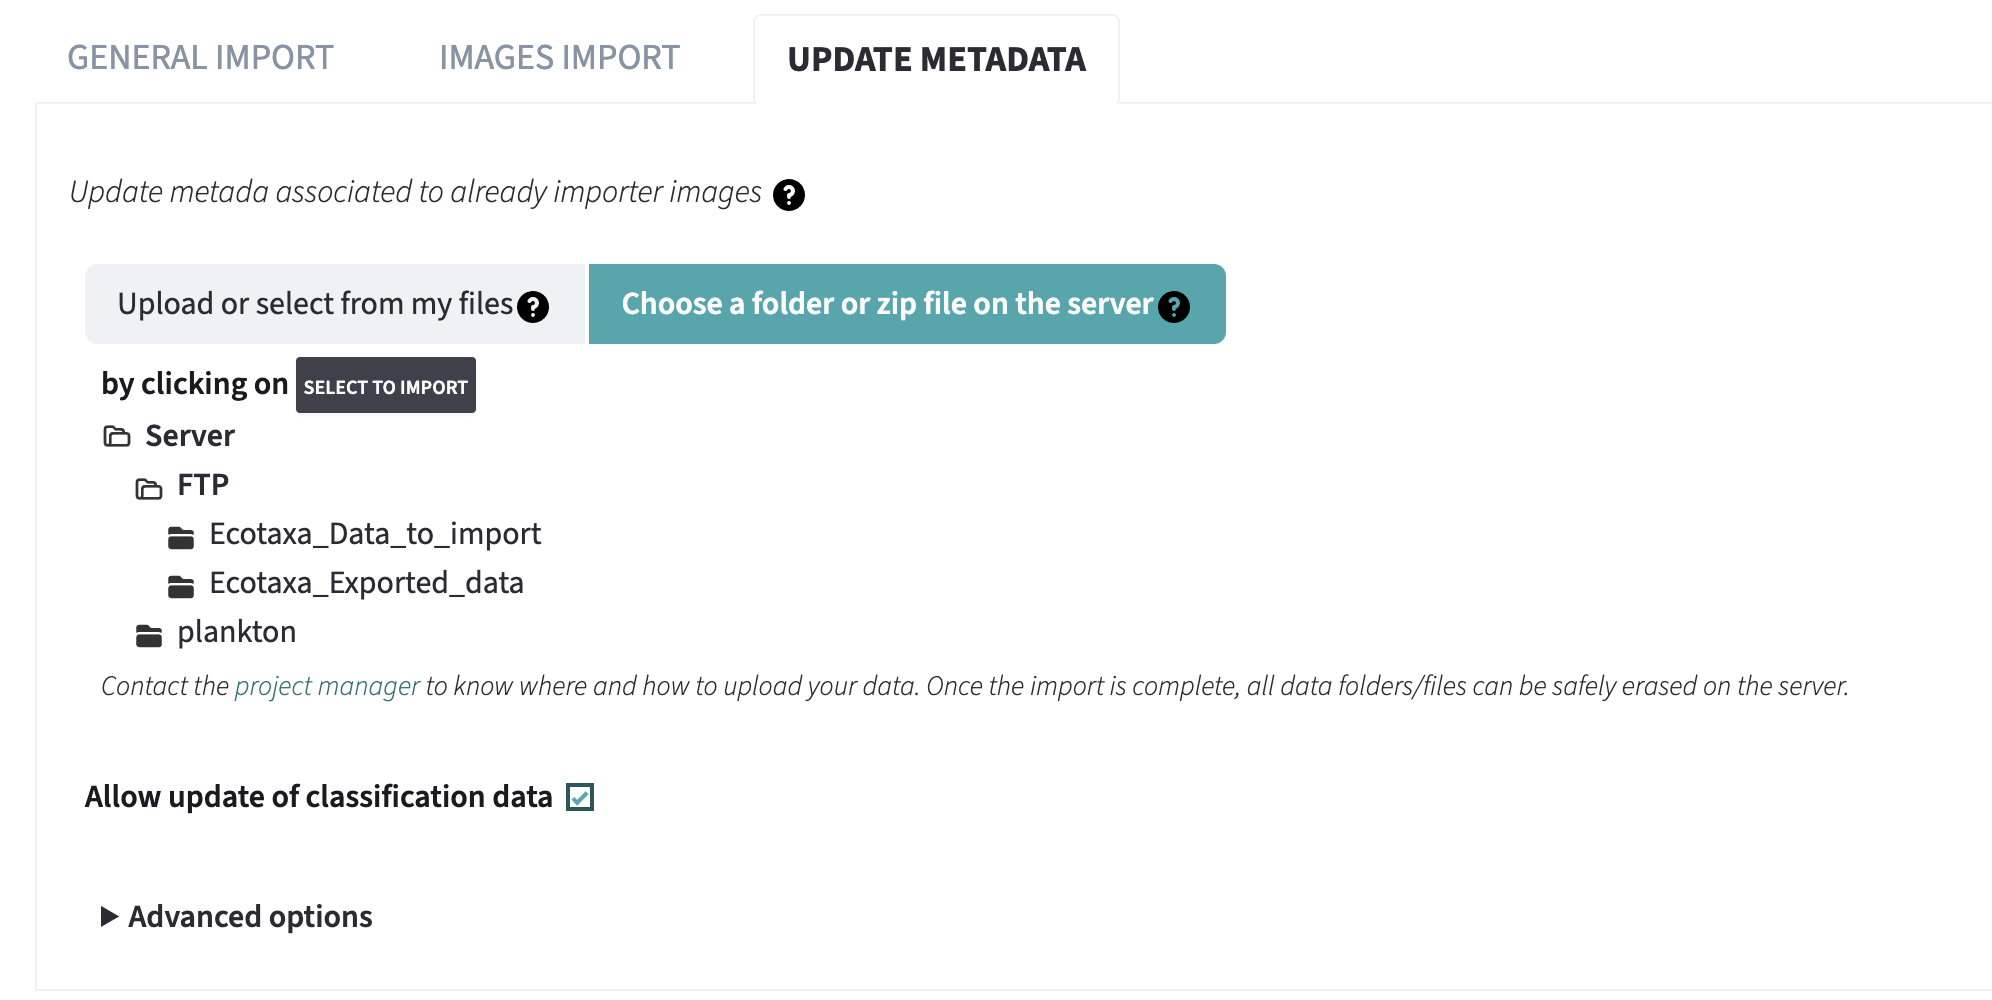 GENERAL IMPORT IMAGES IMPORT UPDATE METADATA
Update metada associated to already importer images ?
Upload or select from my files ? Choose a folder or zip file on the server ?
by clicking on SELECT TO IMPORT
Server
FTP
Ecotaxa_Data_to_import
Ecotaxa_Exported_data
plankton
Contact the project manager to know where and how to upload your data. Once the import is complete, all data folders/files can be safely erased on the server.
Allow update of classification data
Advanced options